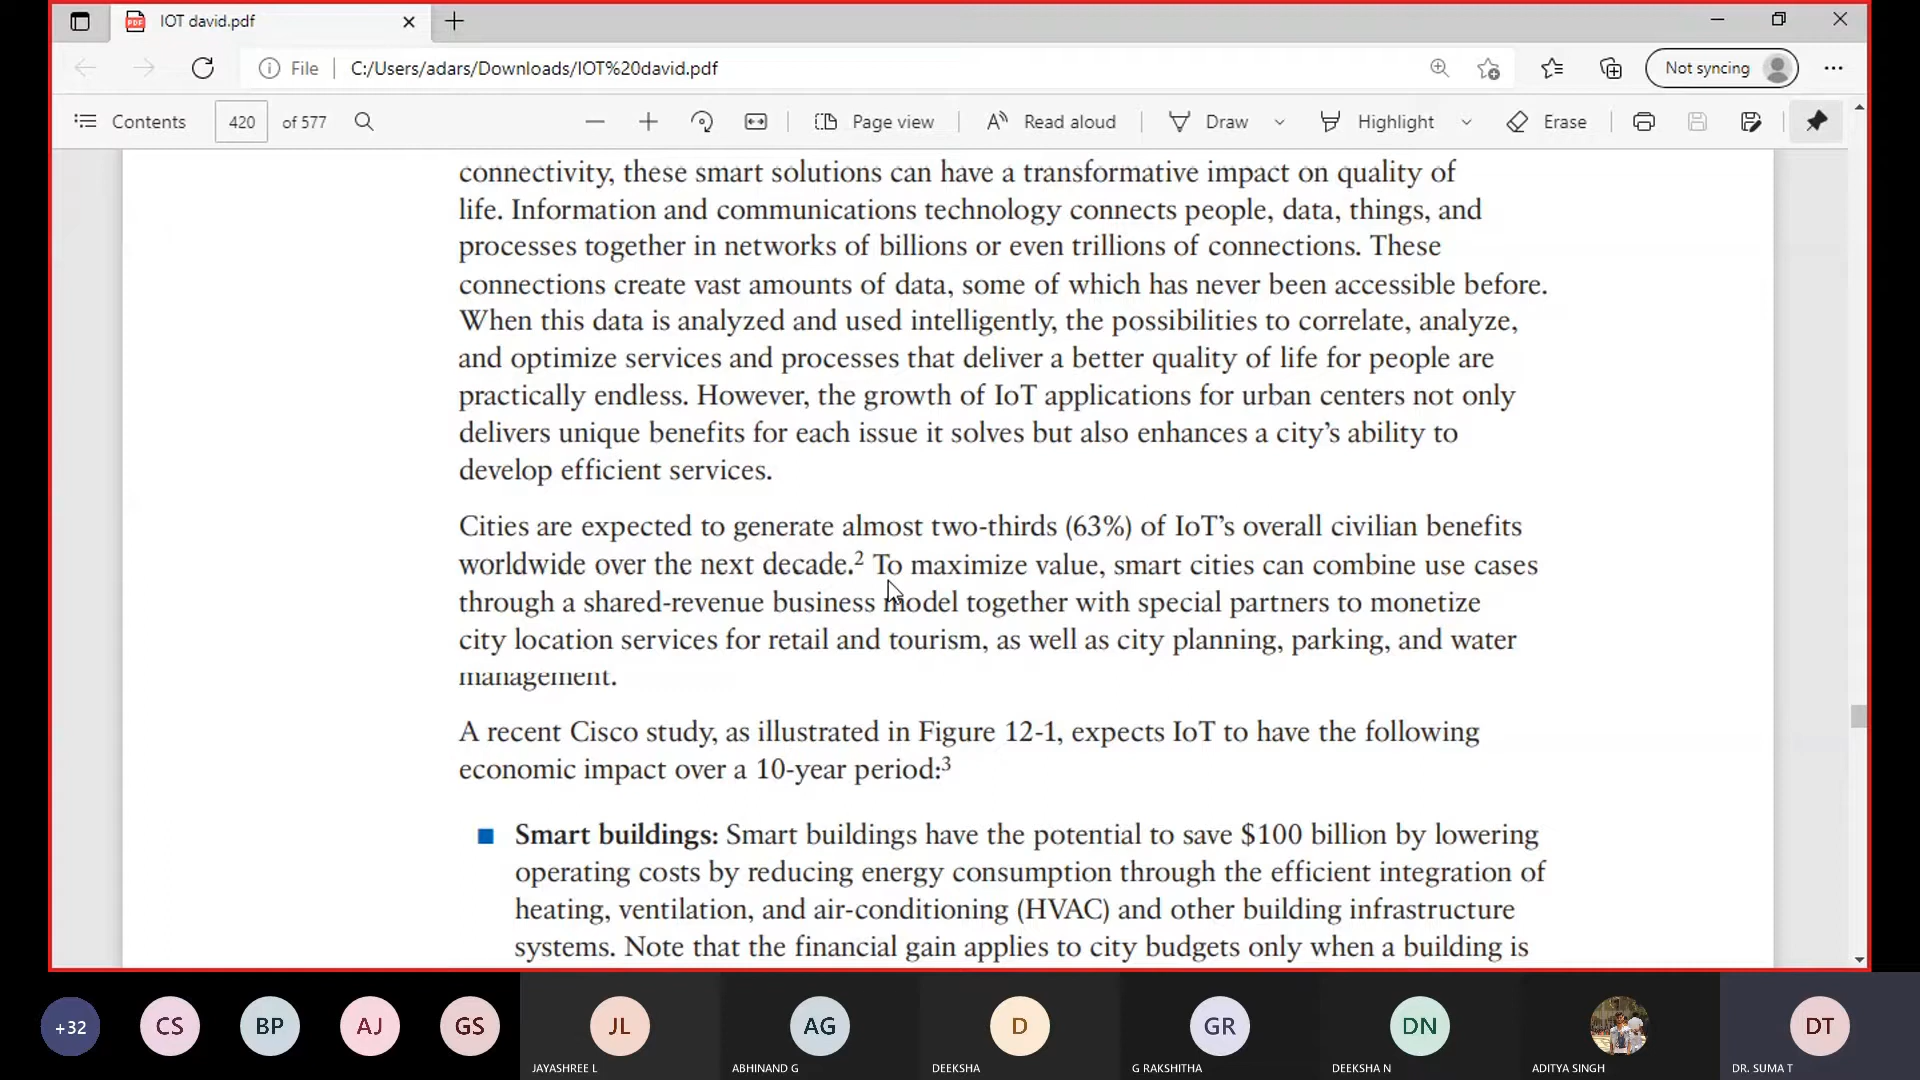 IOT david.pdf
File C:/Users/adars/Downloads/IOT%20david.pdf Not syncing
Contents 420 of 577 Page view Read aloud Draw Highlight Erase
connectivity, these smart solutions can have a transformative impact on quality of
life. Information and communications technology connects people, data, things, and
processes together in networks of billions or even trillions of connections. These
connections create vast amounts of data, some of which has never been accessible before.
When this data is analyzed and used intelligently, the possibilities to correlate, analyze,
and optimize services and processes that deliver a better quality of life for people are
practically endless. However, the growth of IoT applications for urban centers not only
delivers unique benefits for each issue it solves but also enhances a city’s ability to
develop efficient services.
Cities are expected to generate almost two-thirds (63%) of IoT’s overall civilian benefits
worldwide over the next decade.² To maximize value, smart cities can combine use cases
through a shared-revenue business model together with special partners to monetize
city location services for retail and tourism, as well as city planning, parking, and water
management.
A recent Cisco study, as illustrated in Figure 12-1, expects IoT to have the following
economic impact over a 10-year period:³
■ Smart buildings: Smart buildings have the potential to save $100 billion by lowering
operating costs by reducing energy consumption through the efficient integration of
heating, ventilation, and air-conditioning (HVAC) and other building infrastructure
systems. Note that the financial gain applies to city budgets only when a building is
+32 CS BP AJ GS JL AG D GR DN DT
JAYASHREE L ABHINAND G DEEKSHA G RAKSHITHA DEEKSHA N ADITYA SINGH DR. SUMA T